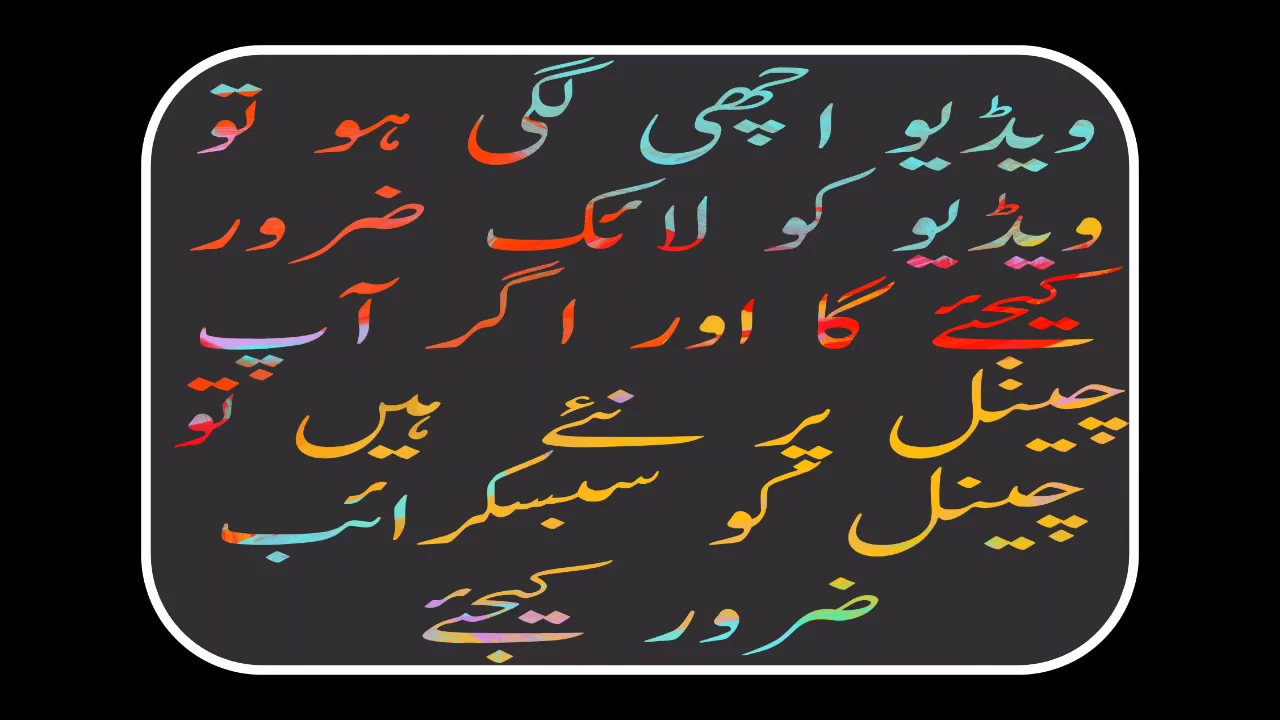 ویڈیو اچھی لگی ہو تو
ویڈیو کو لائک ضرور
کیجئے گا اور اگر آپ
چینل پر نئے ہیں تو
چینل کو سبسکرائب
ضرور کیجئے